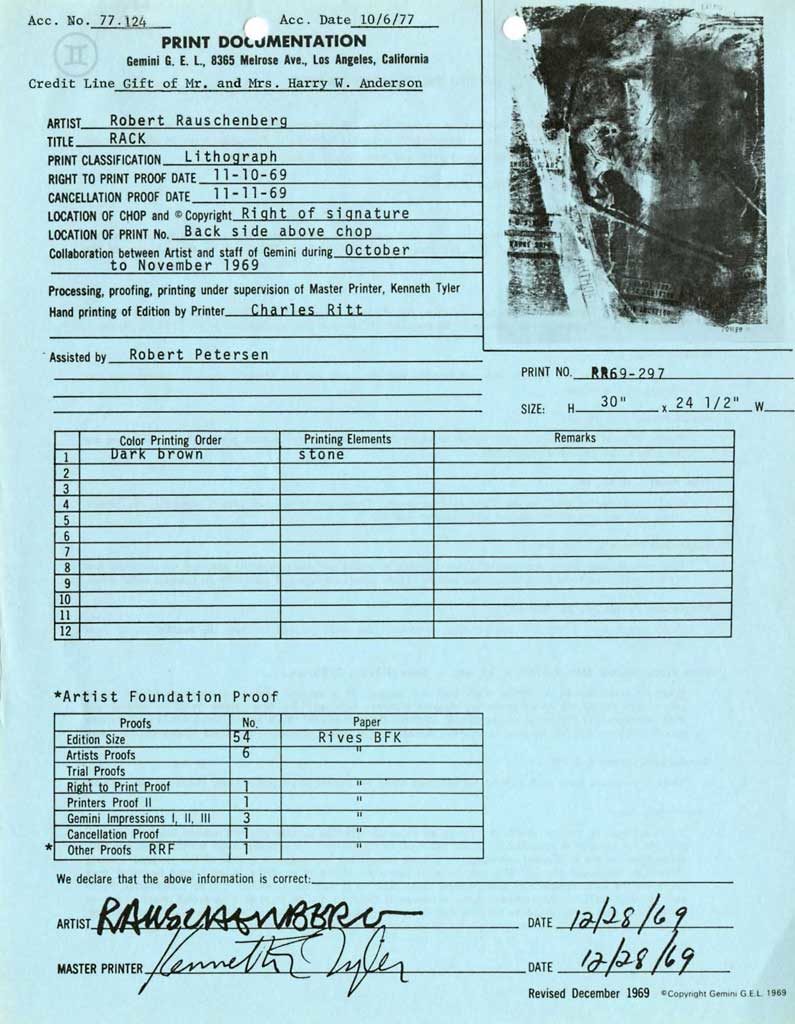 Acc. No. 77.124 Acc. Date 10/6/77
II
PRINT DOCUMENTATION
Gemini G. E. L., 8365 Melrose Ave., Los Angeles, California
Credit Line Gift of Mr. and Mrs. Harry W. Anderson
ARTIST Robert Rauschenberg
TITLE RACK
PRINT CLASSIFICATION Lithograph
RIGHT TO PRINT PROOF DATE 11-10-69
CANCELLATION PROOF DATE 11-11-69
LOCATION OF CHOP and © Copyright Right of signature
LOCATION OF PRINT No. Back side above chop
Collaboration between Artist and staff of Gemini during October
to November 1969
Processing, proofing, printing under supervision of Master Printer, Kenneth Tyler
Hand printing of Edition by Printer Charles Ritt
Assisted by Robert Petersen
PRINT NO. RR69-297
SIZE: H 30" x 24 1/2" W
Color Printing Order Printing Elements Remarks
1 Dark brown stone
2
3
4
5
6
7
8
9
10
11
12
*Artist Foundation Proof
Proofs No. Paper
Edition Size 54 Rives BFK
Artists Proofs 6 "
Trial Proofs
Right to Print Proof 1 "
Printers Proof II 1 "
Gemini Impressions I, II, III 3 "
Cancellation Proof 1 "
* Other Proofs RRF 1 "
We declare that the above information is correct:
ARTIST RAUSCHENBERG DATE 12/28/69
MASTER PRINTER Kenneth Tyler DATE 12/28/69
Revised December 1969 ©Copyright Gemini G.E.L. 1969